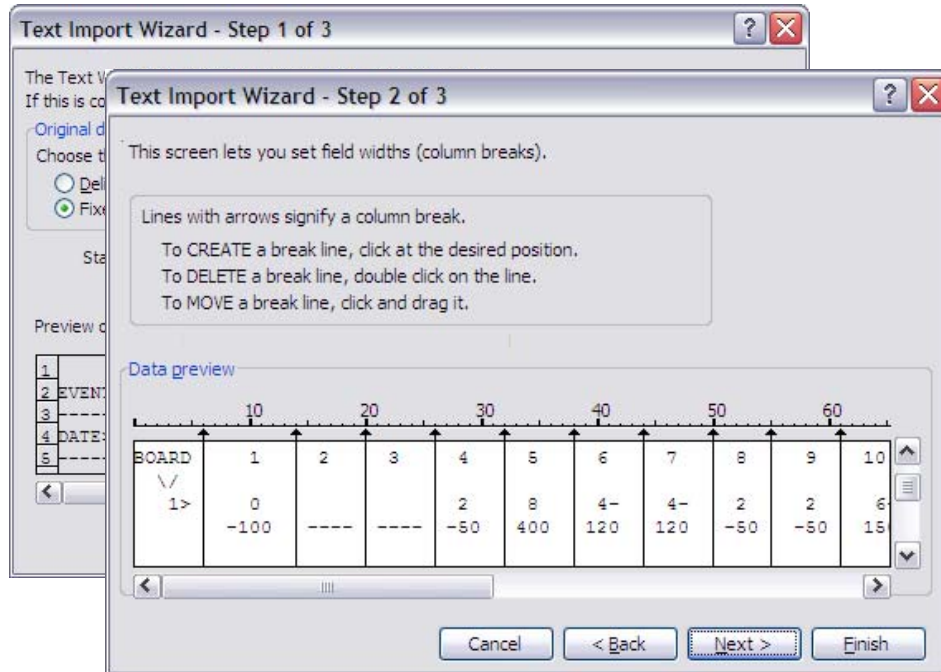 Text Import Wizard - Step 1 of 3
The Text W
If this is co
Original d
Choose th
Deli
Fixe
Sta
Preview o
1
2 EVENT
3 -----
4 DATE:
5 -----
Text Import Wizard - Step 2 of 3
This screen lets you set field widths (column breaks).
Lines with arrows signify a column break.
To CREATE a break line, click at the desired position.
To DELETE a break line, double click on the line.
To MOVE a break line, click and drag it.
Data preview
10 20 30 40 50 60
BOARD 1 2 3 4 5 6 7 8 9 10
\/
1> 0 2 8 4- 4- 2 2 6-
-100 ---- ---- -50 400 120 120 -50 -50 150
Cancel < Back Next > Finish